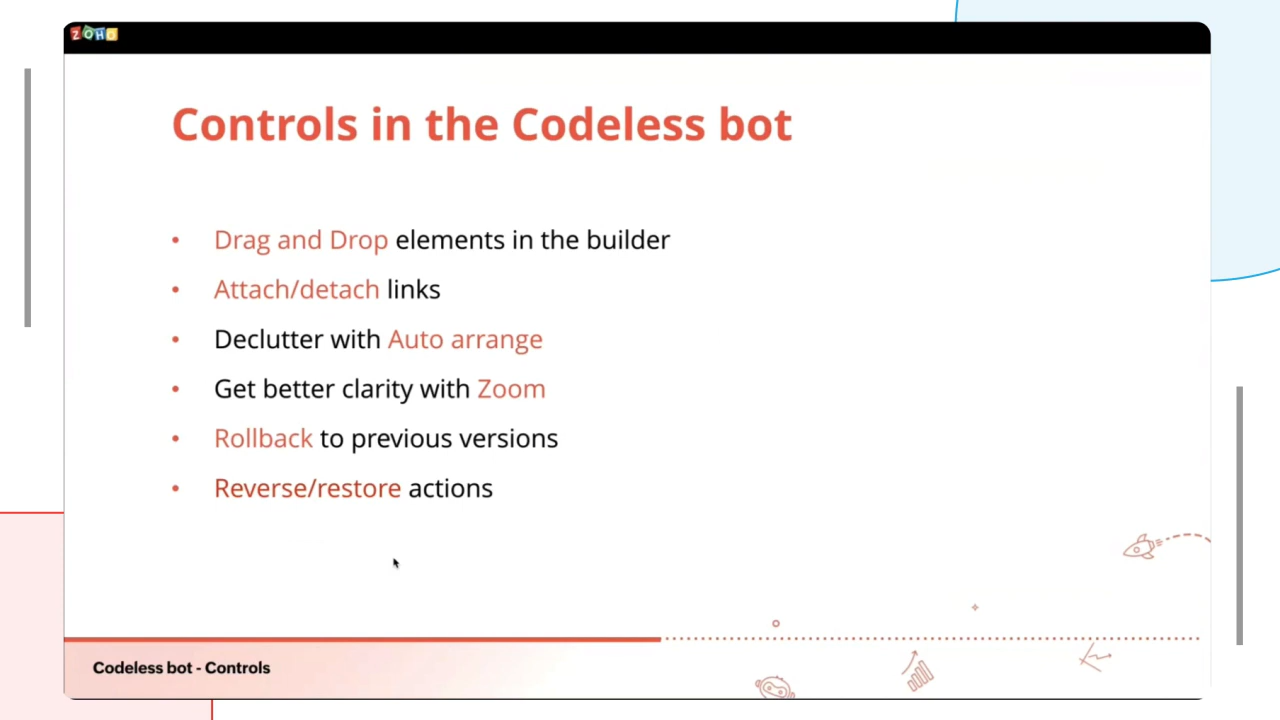 ZOHO
Controls in the Codeless bot
• Drag and Drop elements in the builder
• Attach/detach links
• Declutter with Auto arrange
• Get better clarity with Zoom
• Rollback to previous versions
• Reverse/restore actions
Codeless bot - Controls